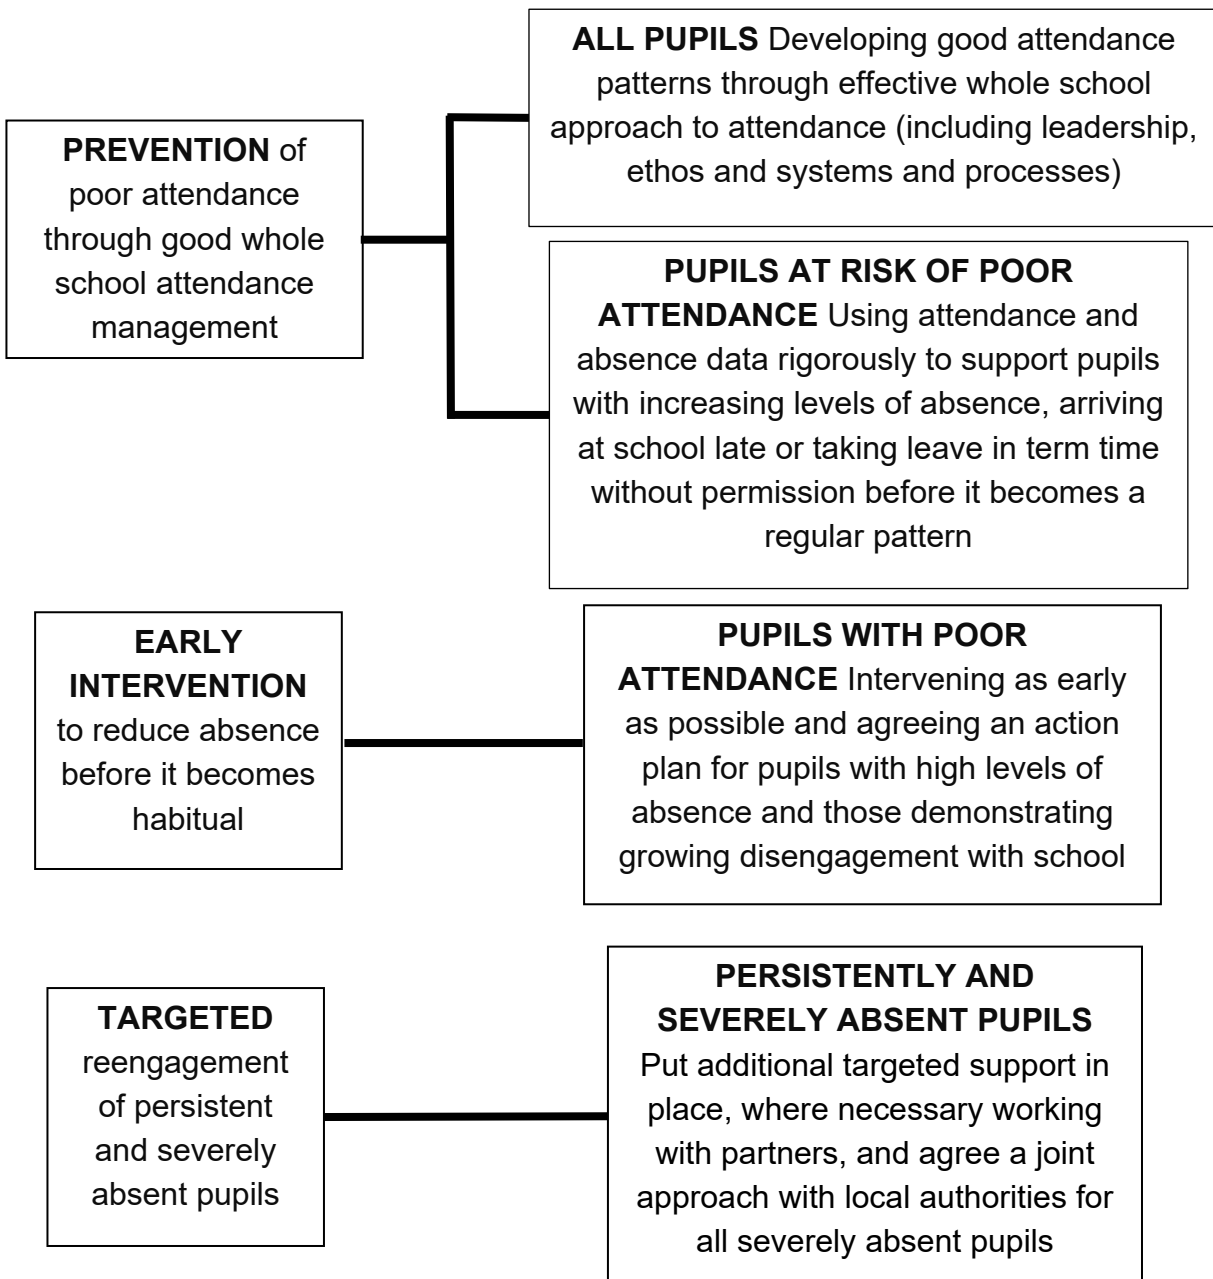 PREVENTION of
poor attendance
through good whole
school attendance
management
ALL PUPILS Developing good attendance
patterns through effective whole school
approach to attendance (including leadership,
ethos and systems and processes)
PUPILS AT RISK OF POOR
ATTENDANCE Using attendance and
absence data rigorously to support pupils
with increasing levels of absence, arriving
at school late or taking leave in term time
without permission before it becomes a
regular pattern
EARLY
INTERVENTION
to reduce absence
before it becomes
habitual
PUPILS WITH POOR
ATTENDANCE Intervening as early
as possible and agreeing an action
plan for pupils with high levels of
absence and those demonstrating
growing disengagement with school
TARGETED
reengagement
of persistent
and severely
absent pupils
PERSISTENTLY AND
SEVERELY ABSENT PUPILS
Put additional targeted support in
place, where necessary working
with partners, and agree a joint
approach with local authorities for
all severely absent pupils